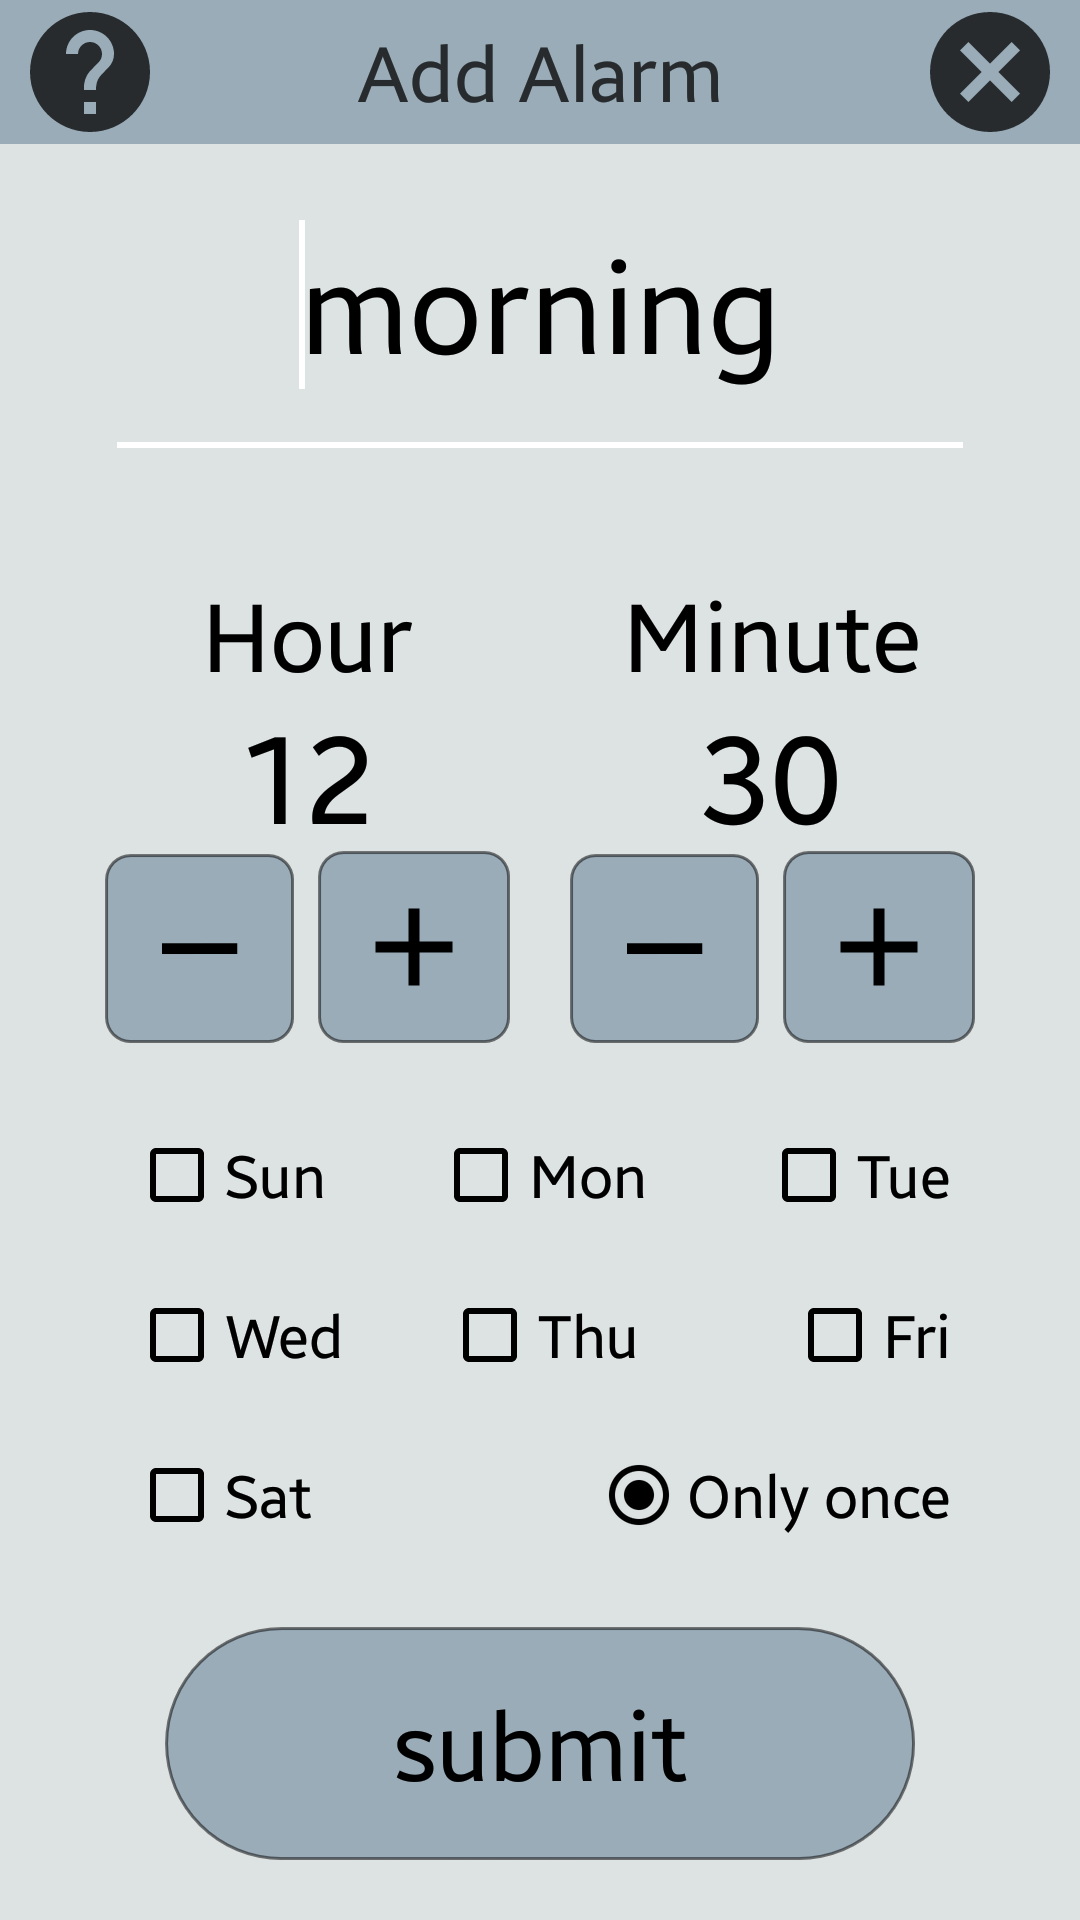 Add Alarm
morning
Hour Minute
12 30
− + − +
Sun Mon Tue
Wed Thu Fri
Sat Only once
submit